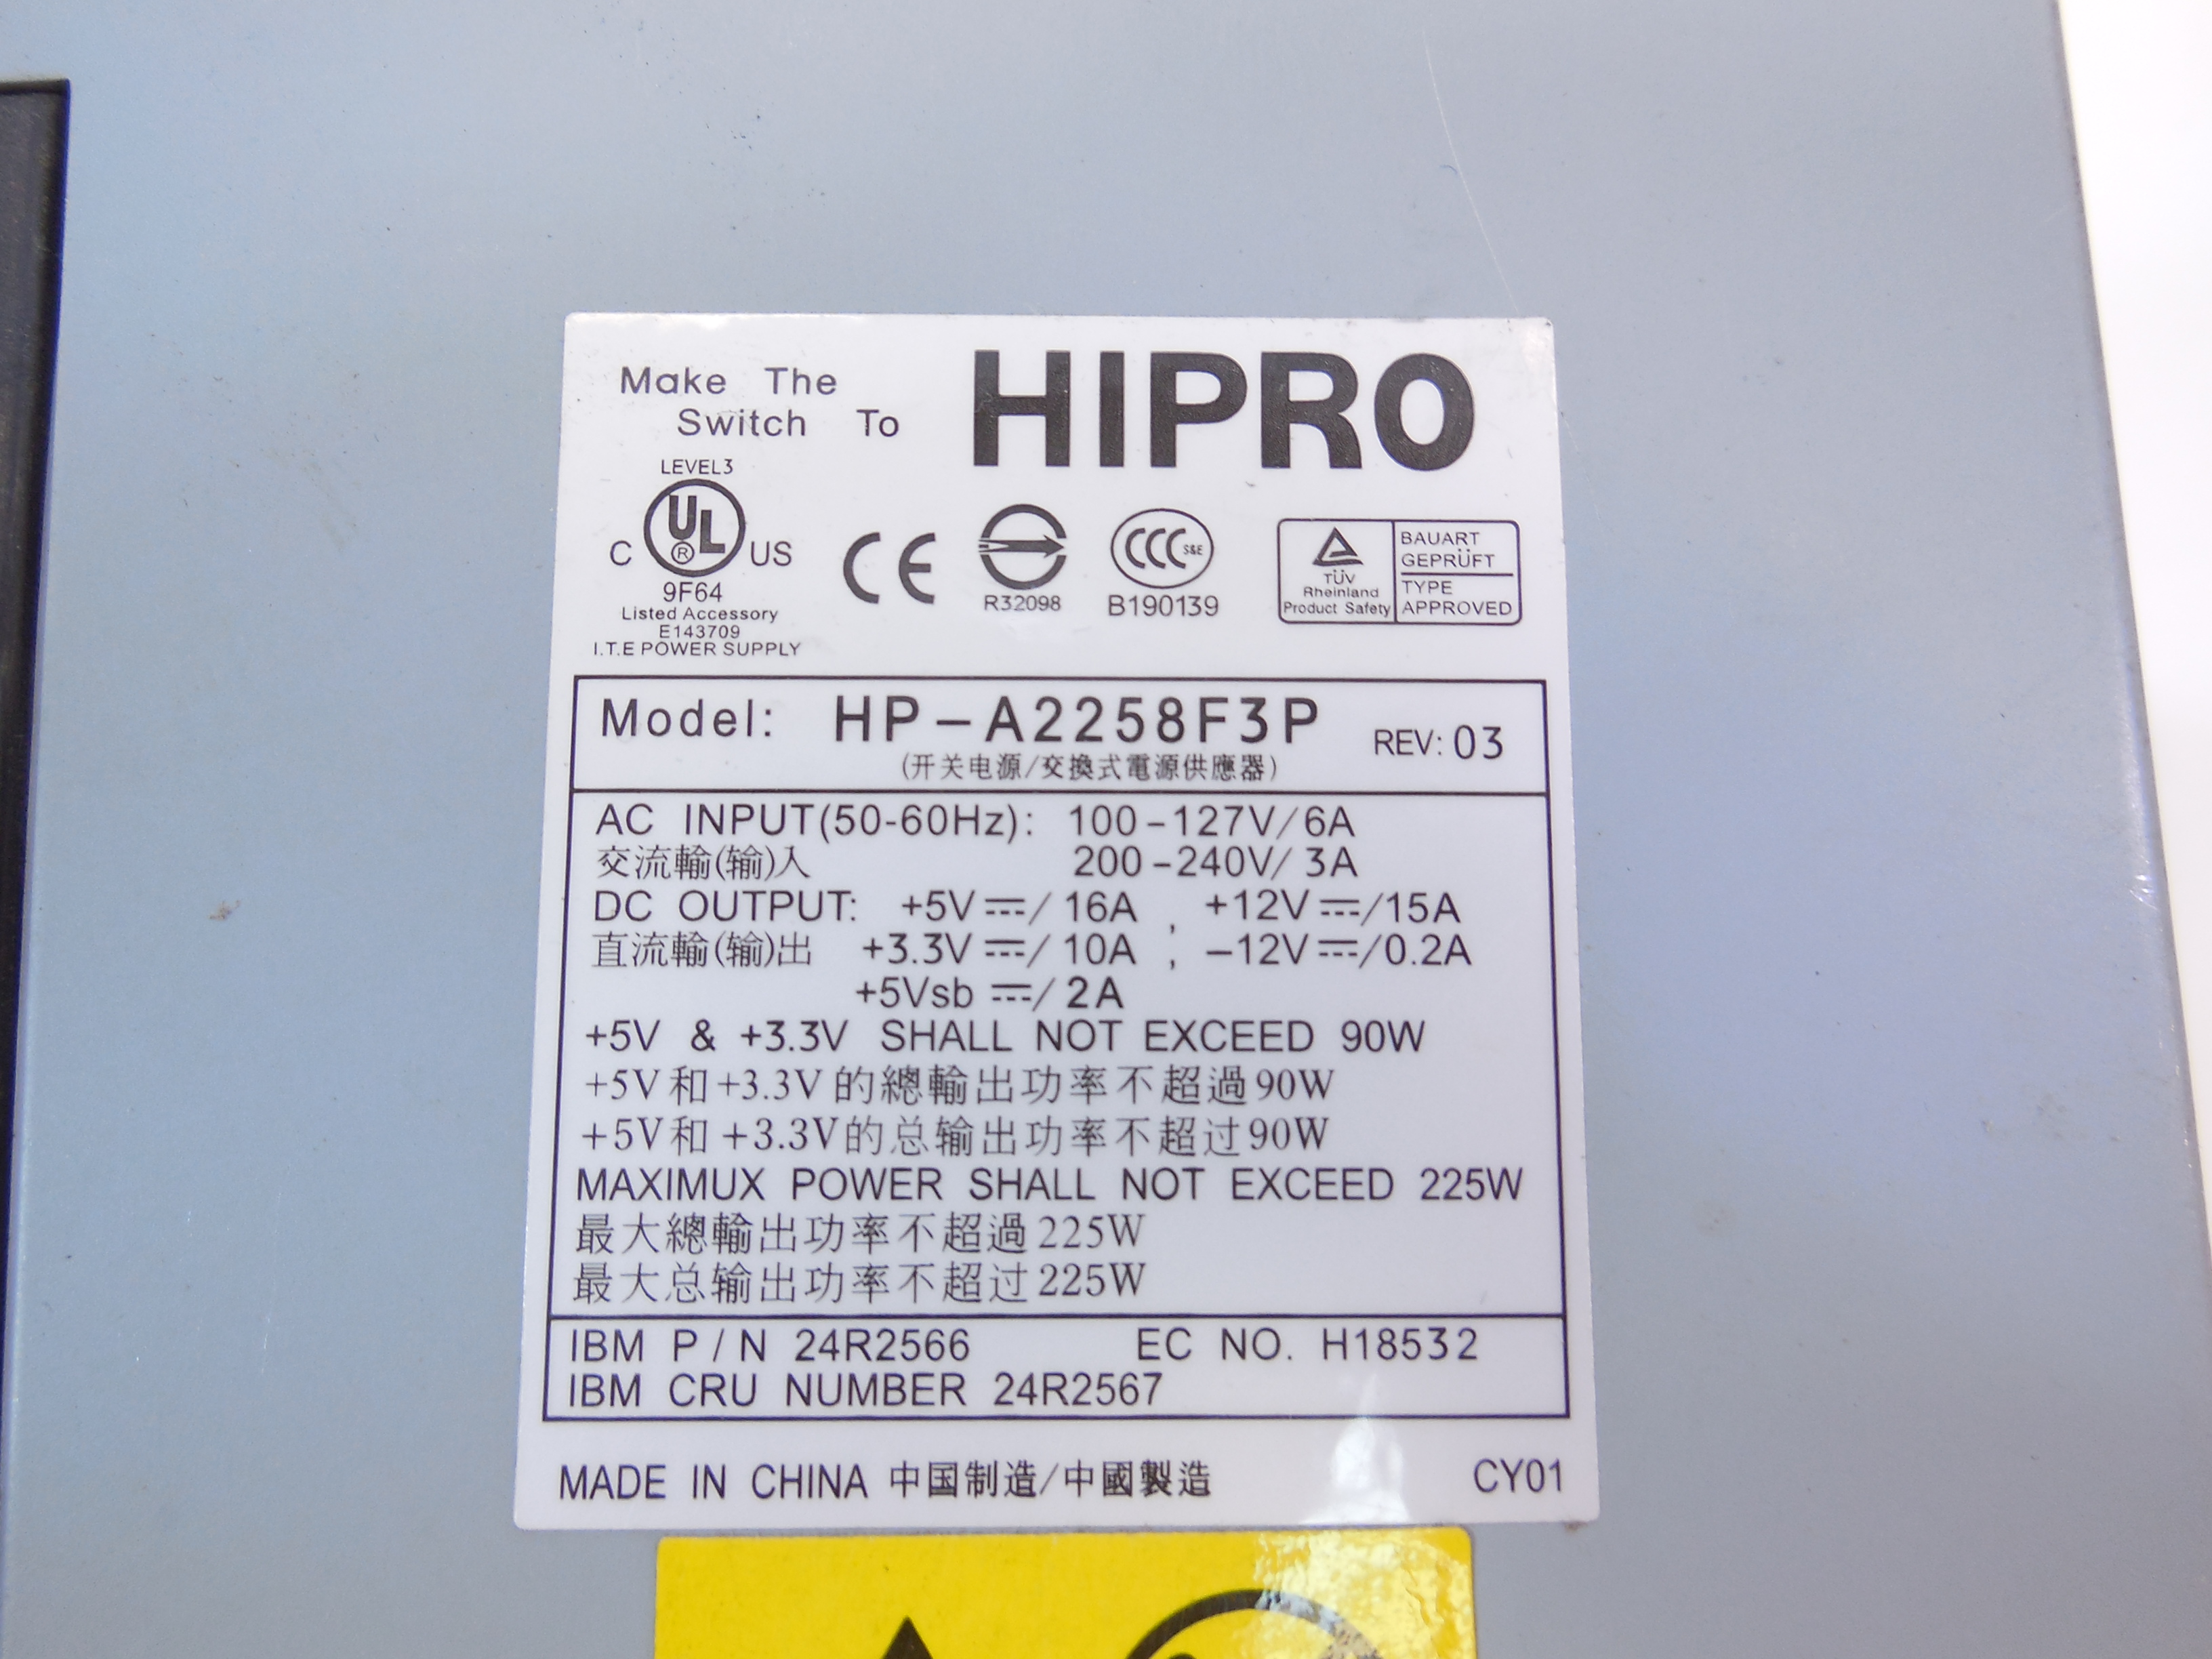 Make The
Switch To HIPRO
LEVEL3
C UL ® US
9F64
Listed Accessory
E143709
I.T.E POWER SUPPLY
CE
R32098
CCC S&E
B190139
TÜV
Rheinland
Product Safety
BAUART
GEPRÜFT
TYPE
APPROVED
Model: HP-A2258F3P REV: 03
(开关电源/交換式電源供應器)
AC INPUT(50-60Hz): 100-127V/6A
交流輸(输)入 200-240V/ 3A
DC OUTPUT: +5V⎓/ 16A , +12V⎓/15A
直流輸(输)出 +3.3V⎓/ 10A , -12V⎓/0.2A
+5Vsb ⎓/ 2A
+5V & +3.3V SHALL NOT EXCEED 90W
+5V和+3.3V的總輸出功率不超過90W
+5V和+3.3V的总输出功率不超过90W
MAXIMUX POWER SHALL NOT EXCEED 225W
最大總輸出功率不超過225W
最大总输出功率不超过225W
IBM P/N 24R2566 EC NO. H18532
IBM CRU NUMBER 24R2567
MADE IN CHINA 中国制造/中國製造 CY01